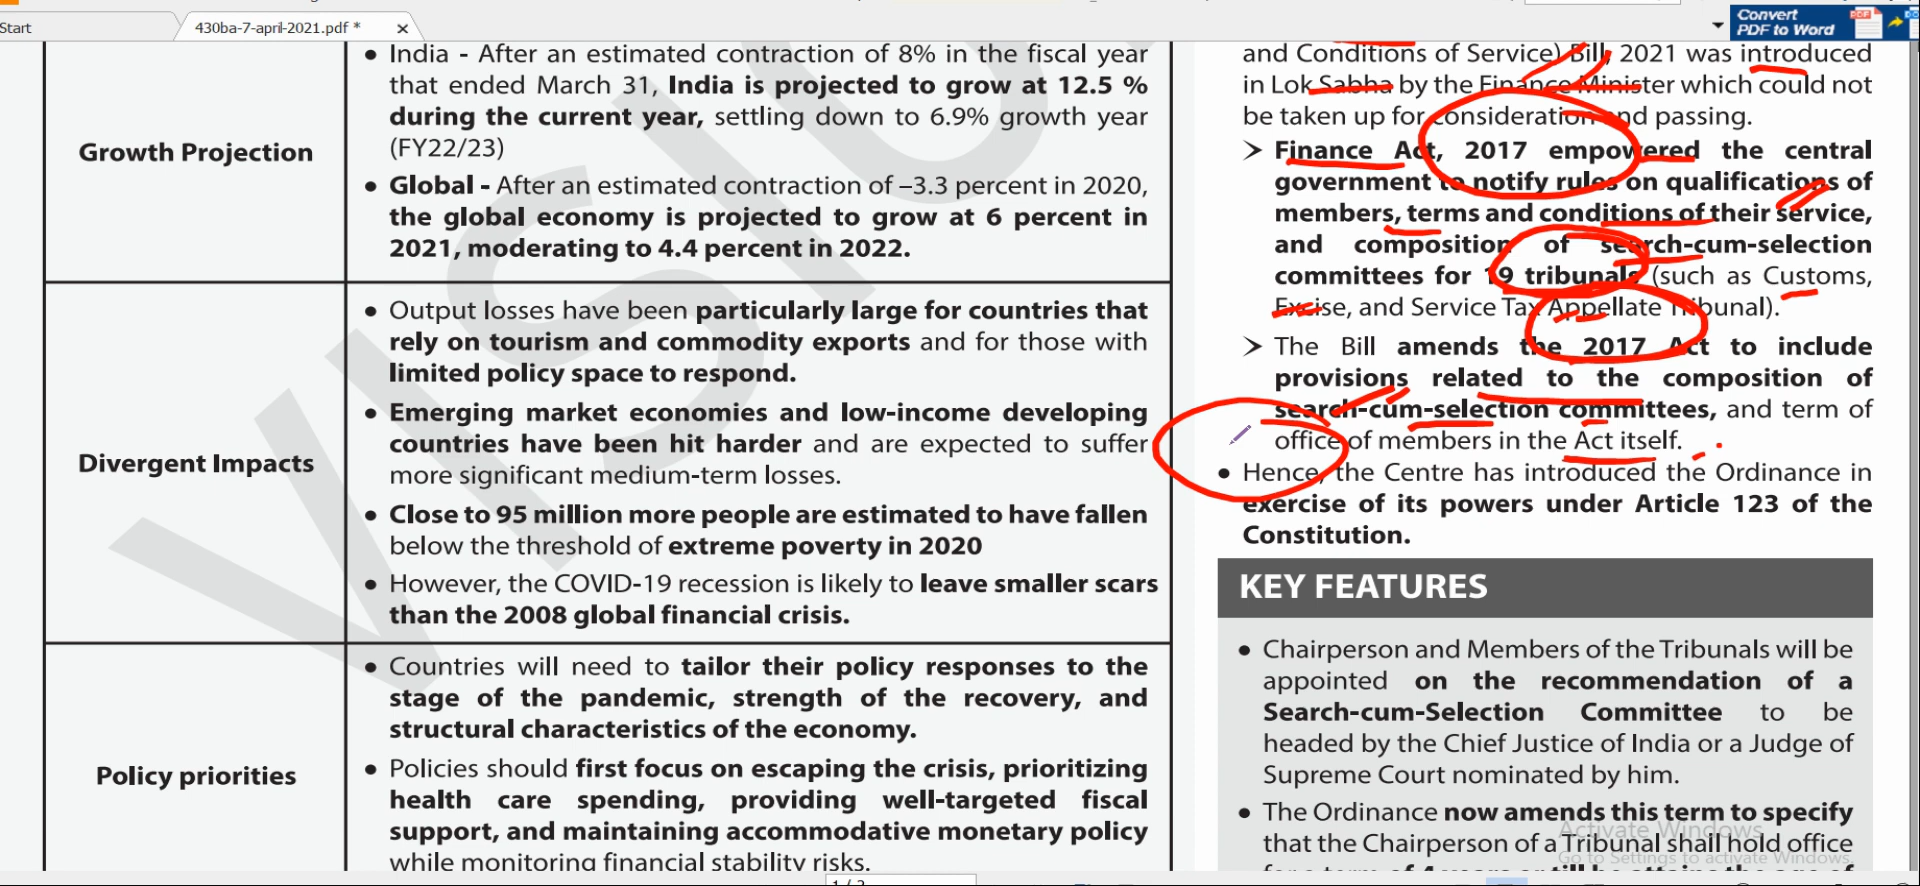 Start
430ba-7-april-2021.pdf *
Convert
PDF to Word
Growth Projection
• India - After an estimated contraction of 8% in the fiscal year
that ended March 31, India is projected to grow at 12.5 %
during the current year, settling down to 6.9% growth year
(FY22/23)
• Global - After an estimated contraction of –3.3 percent in 2020,
the global economy is projected to grow at 6 percent in
2021, moderating to 4.4 percent in 2022.
Divergent Impacts
• Output losses have been particularly large for countries that
rely on tourism and commodity exports and for those with
limited policy space to respond.
• Emerging market economies and low-income developing
countries have been hit harder and are expected to suffer
more significant medium-term losses.
• Close to 95 million more people are estimated to have fallen
below the threshold of extreme poverty in 2020
• However, the COVID-19 recession is likely to leave smaller scars
than the 2008 global financial crisis.
Policy priorities
• Countries will need to tailor their policy responses to the
stage of the pandemic, strength of the recovery, and
structural characteristics of the economy.
• Policies should first focus on escaping the crisis, prioritizing
health care spending, providing well-targeted fiscal
support, and maintaining accommodative monetary policy
while monitoring financial stability risks.
and Conditions of Service) Bill, 2021 was introduced
in Lok Sabha by the Finance Minister which could not
be taken up for consideration and passing.
➢ Finance Act, 2017 empowered the central
government to notify rules on qualifications of
members, terms and conditions of their service,
and composition of search-cum-selection
committees for 19 tribunals (such as Customs,
Excise, and Service Tax Appellate Tribunal).
➢ The Bill amends the 2017 Act to include
provisions related to the composition of
search-cum-selection committees, and term of
office of members in the Act itself.
• Hence, the Centre has introduced the Ordinance in
exercise of its powers under Article 123 of the
Constitution.
KEY FEATURES
• Chairperson and Members of the Tribunals will be
appointed on the recommendation of a
Search-cum-Selection Committee to be
headed by the Chief Justice of India or a Judge of
Supreme Court nominated by him.
• The Ordinance now amends this term to specify
that the Chairperson of a Tribunal shall hold office
for a term of 4 years or till he attains the age of
Activate Windows
Go to Settings to activate Windows.
VISIO